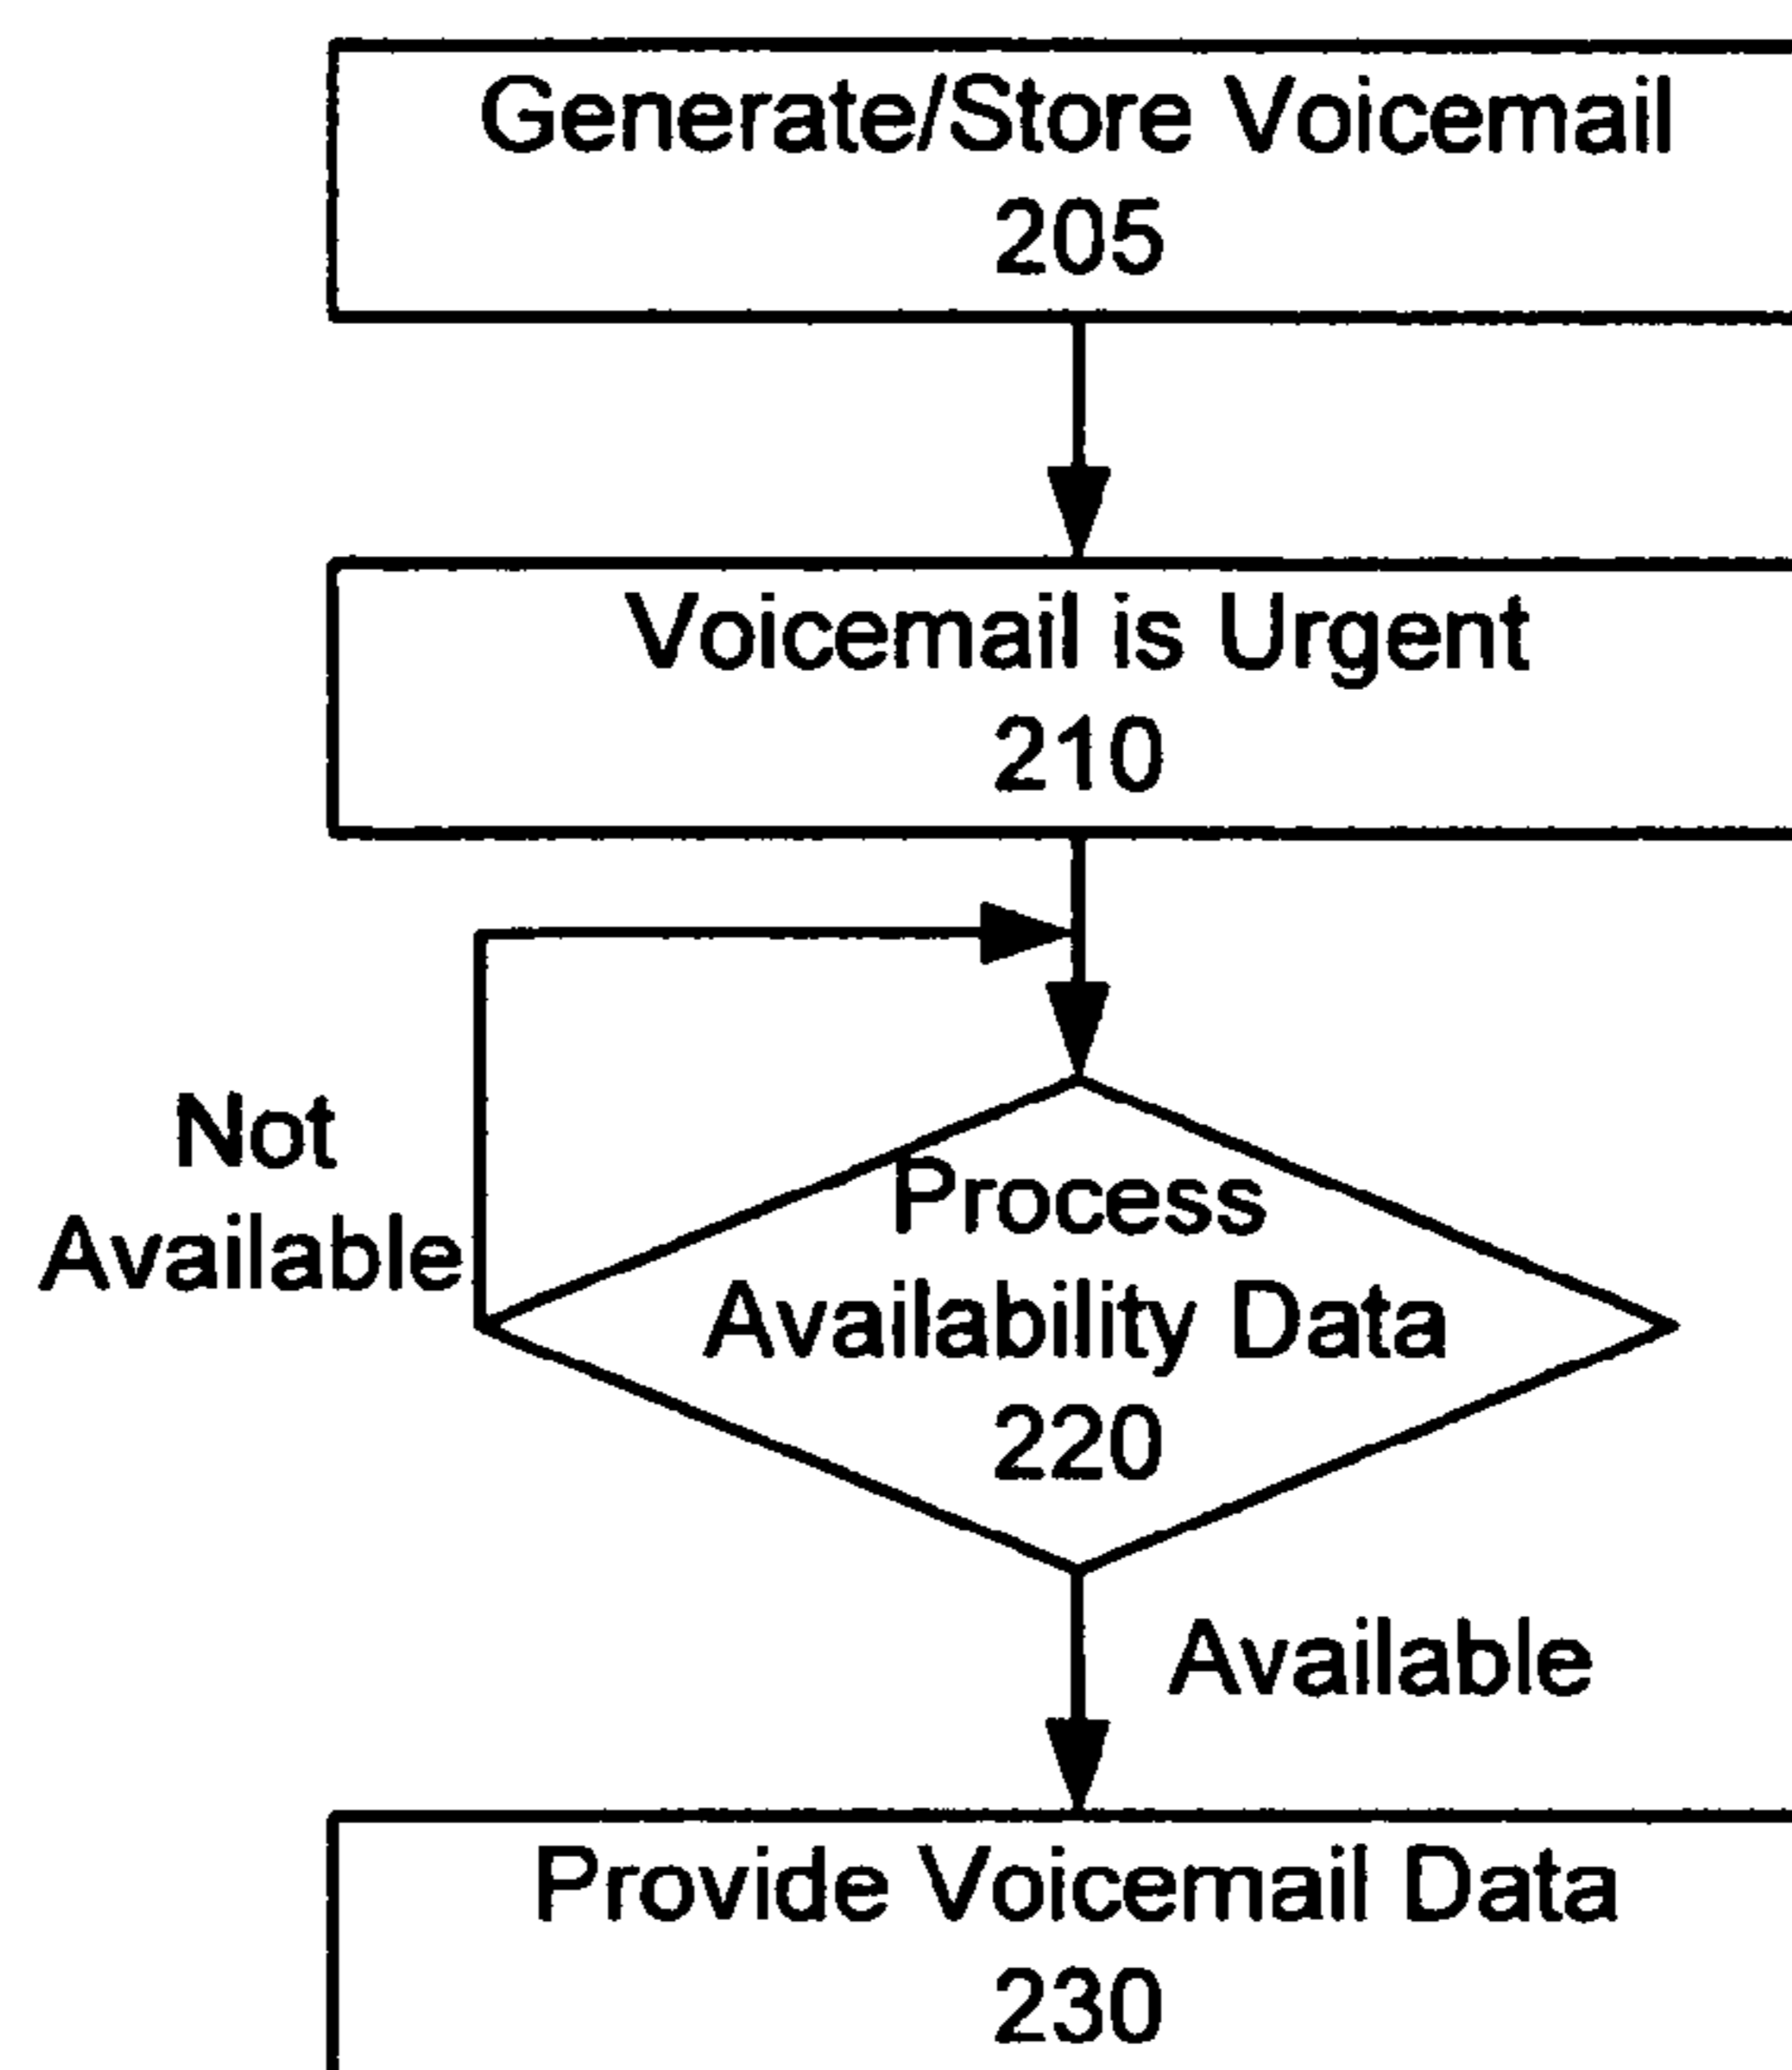 Generate/Store Voicemail
205
Voicemail is Urgent
210
Not
Available
Process
Availability Data
220
Available
Provide Voicemail Data
230